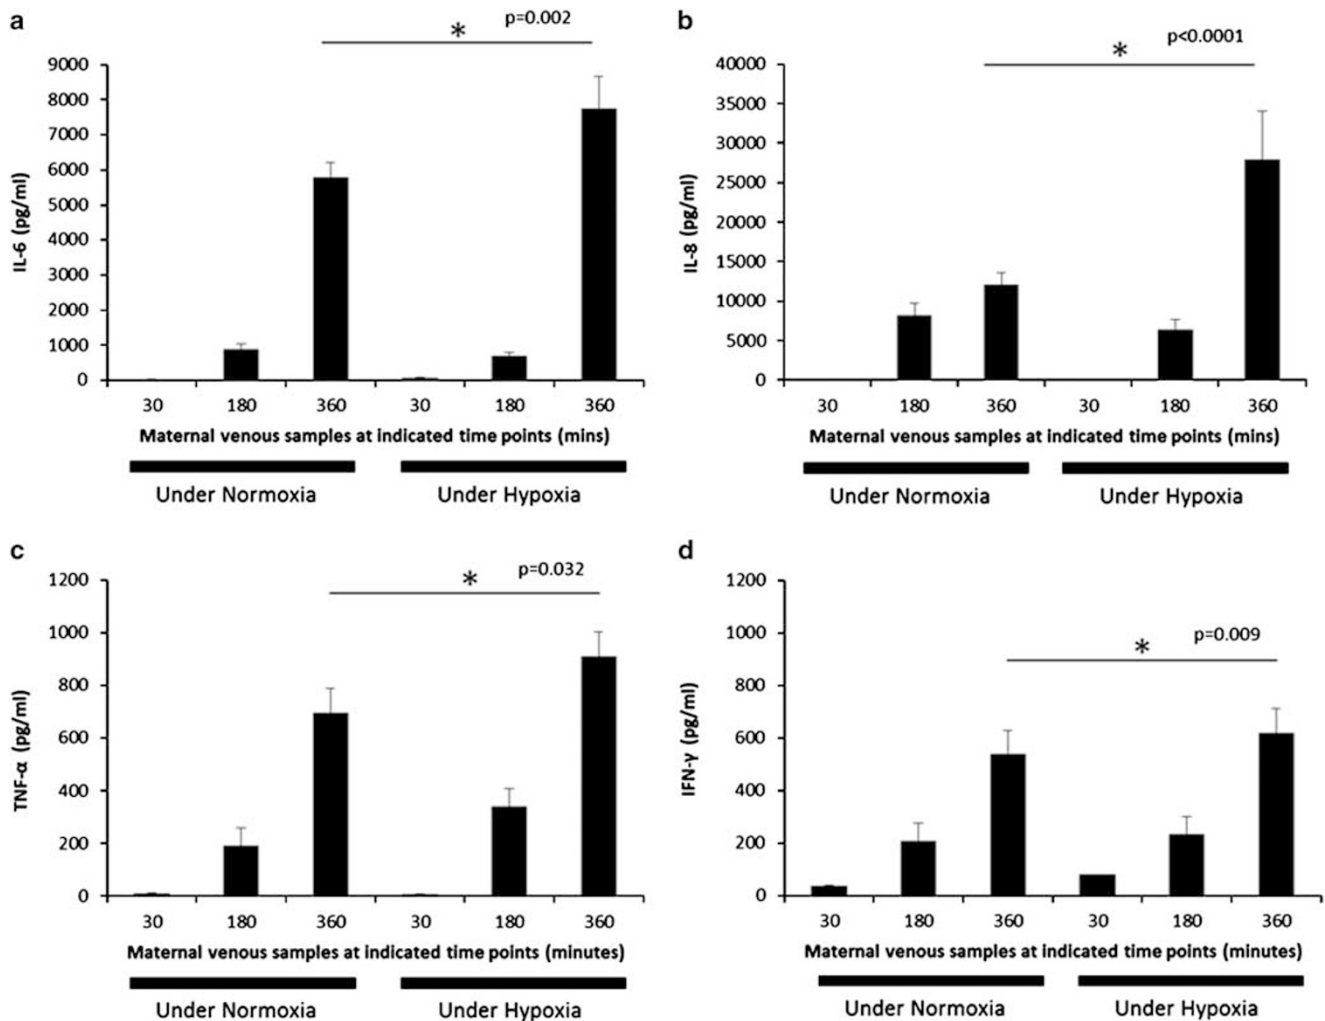 a
* p=0.002
IL-6 (pg/ml)
9000
8000
7000
6000
5000
4000
3000
2000
1000
0
30 180 360 30 180 360
Maternal venous samples at indicated time points (mins)
Under Normoxia Under Hypoxia
b
* p<0.0001
IL-8 (pg/ml)
40000
35000
30000
25000
20000
15000
10000
5000
0
30 180 360 30 180 360
Maternal venous samples at indicated time points (mins)
Under Normoxia Under Hypoxia
c
* p=0.032
TNF-α (pg/ml)
1200
1000
800
600
400
200
0
30 180 360 30 180 360
Maternal venous samples at indicated time points (minutes)
Under Normoxia Under Hypoxia
d
* p=0.009
IFN-γ (pg/ml)
1200
1000
800
600
400
200
0
30 180 360 30 180 360
Maternal venous samples at indicated time points (minutes)
Under Normoxia Under Hypoxia